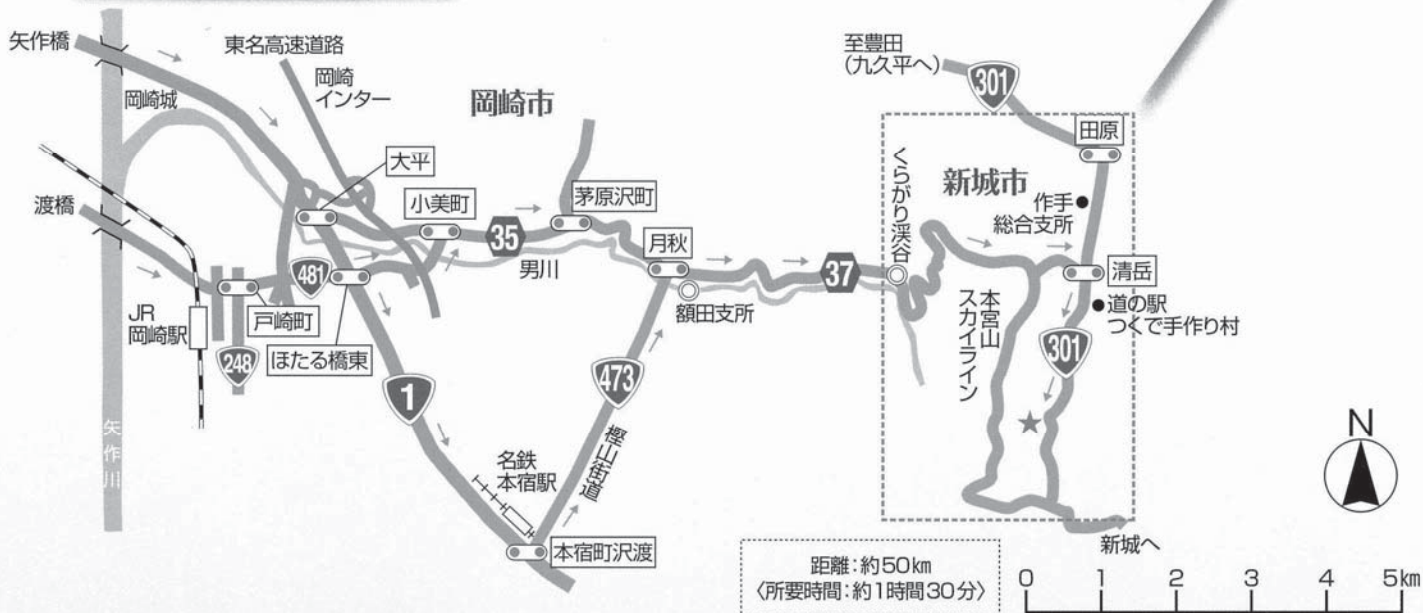 矢作橋
東名高速道路
岡崎
インター
岡崎城
岡崎市
至豊田
(九久平へ)
301
田原
大平
小美町
茅原沢町
くらがり渓谷
新城市
作手
総合支所
渡橋
35
月秋
男川
37
清岳
481
額田支所
道の駅
つくで手作り村
JR
岡崎駅
戸崎町
ほたる橋東
本宮山
スカイライン
301
248
1
473
矢作川
名鉄
本宿駅
樫山街道
N
本宿町沢渡
新城へ
距離:約50km
〈所要時間:約1時間30分〉
0 1 2 3 4 5km